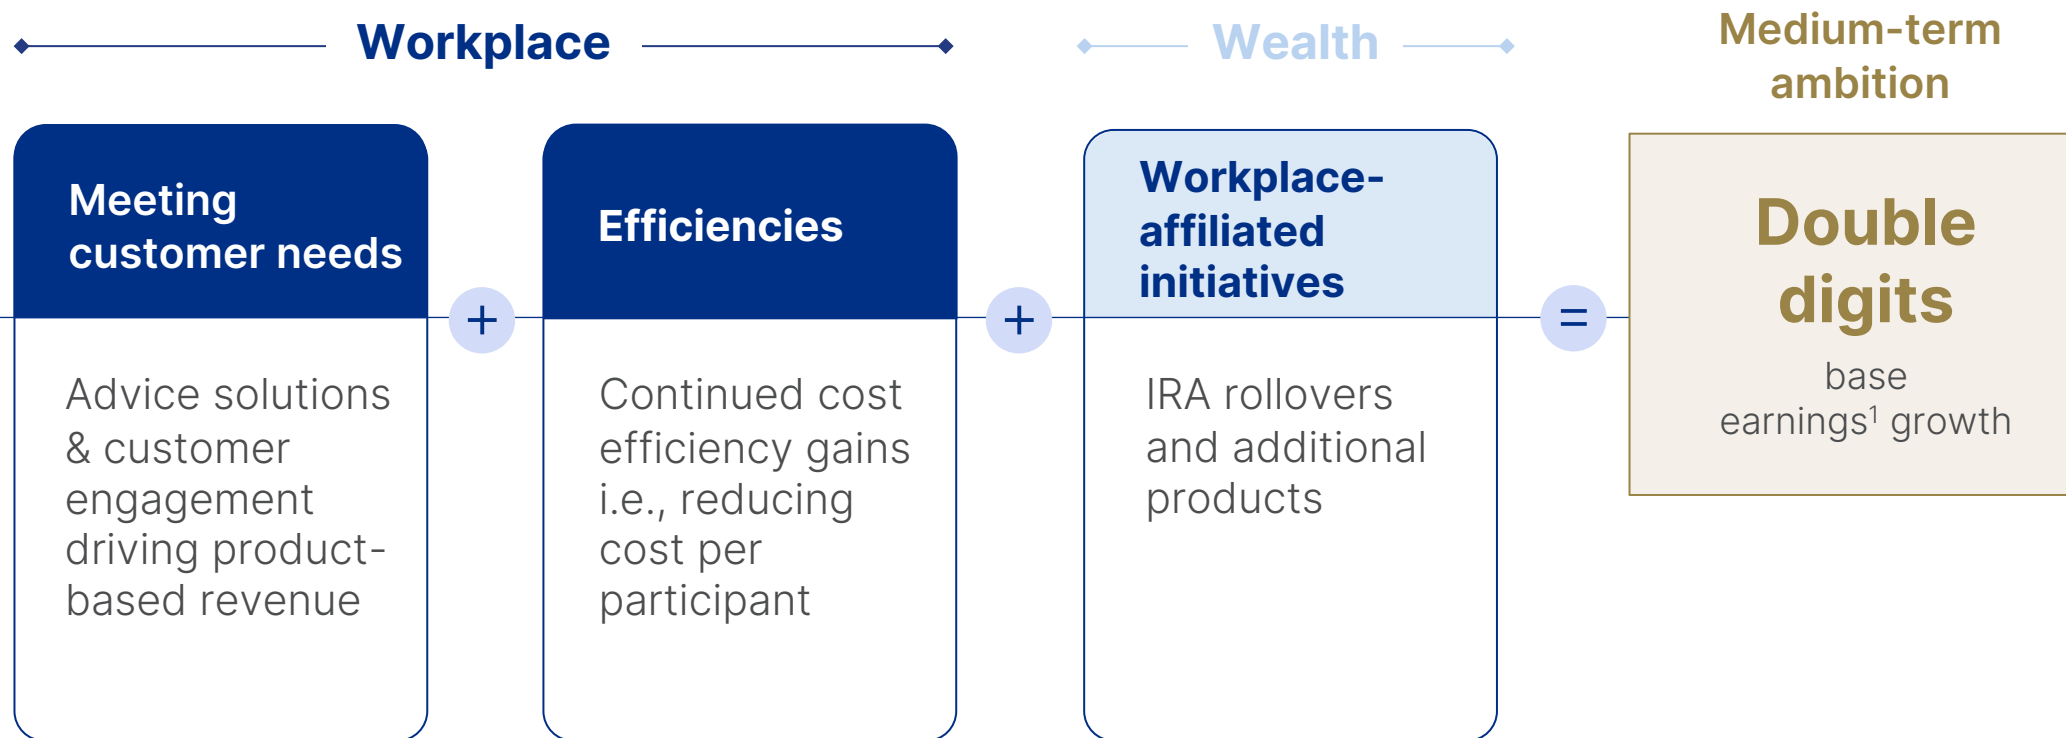 Workplace
Wealth
Medium-term
ambition
Meeting
customer needs
Advice solutions
& customer
engagement
driving product-
based revenue
+
Efficiencies
Continued cost
efficiency gains
i.e., reducing
cost per
participant
+
Workplace-
affiliated
initiatives
IRA rollovers
and additional
products
=
Double
digits
base
earnings¹ growth